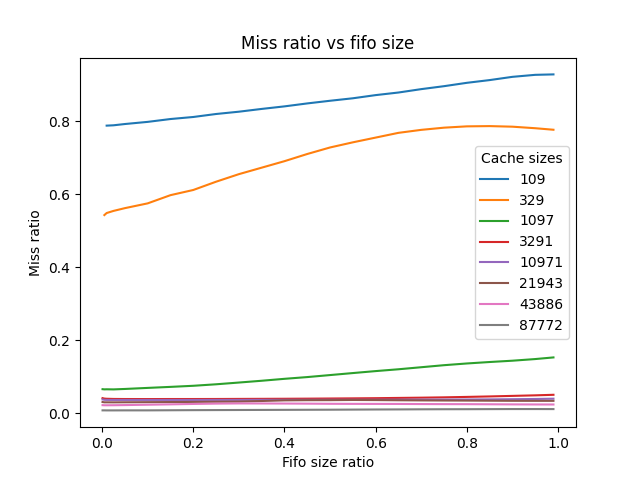 Miss ratio vs fifo size
Miss ratio
0.8
0.6
0.4
0.2
0.0
Cache sizes
109
329
1097
3291
10971
21943
43886
87772
0.0 0.2 0.4 0.6 0.8 1.0
Fifo size ratio